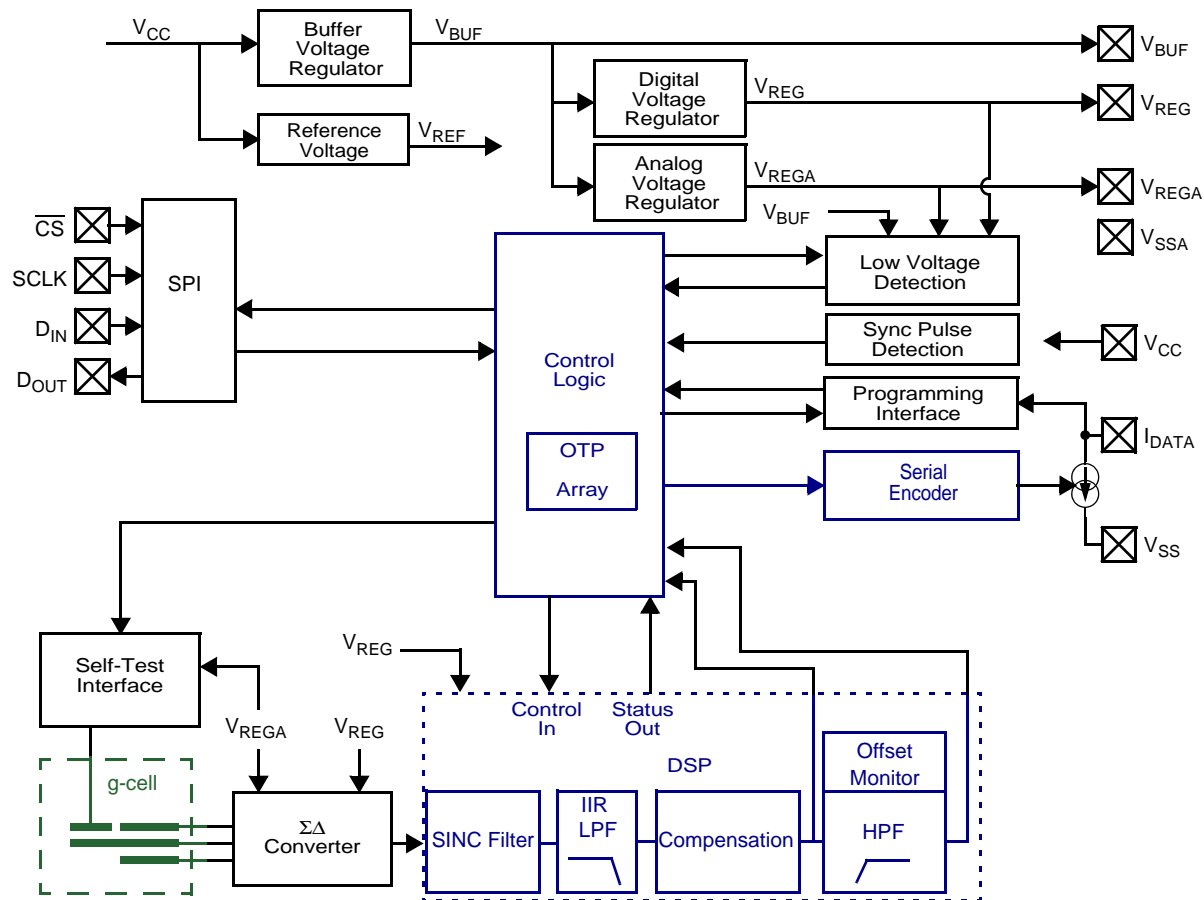 VCC
Buffer
Voltage
Regulator
VBUF
VBUF
Digital
Voltage
Regulator
VREG
VREG
Reference
Voltage
VREF
Analog
Voltage
Regulator
VREGA
VREGA
VBUF
VSSA
CS
SCLK
DIN
DOUT
SPI
Low Voltage
Detection
Sync Pulse
Detection
VCC
Control
Logic
Programming
Interface
IDATA
OTP
Array
Serial
Encoder
VSS
Self-Test
Interface
VREG
VREGA
VREG
Control
In
Status
Out
DSP
Offset
Monitor
g-cell
ΣΔ
Converter
SINC Filter
IIR
LPF
Compensation
HPF